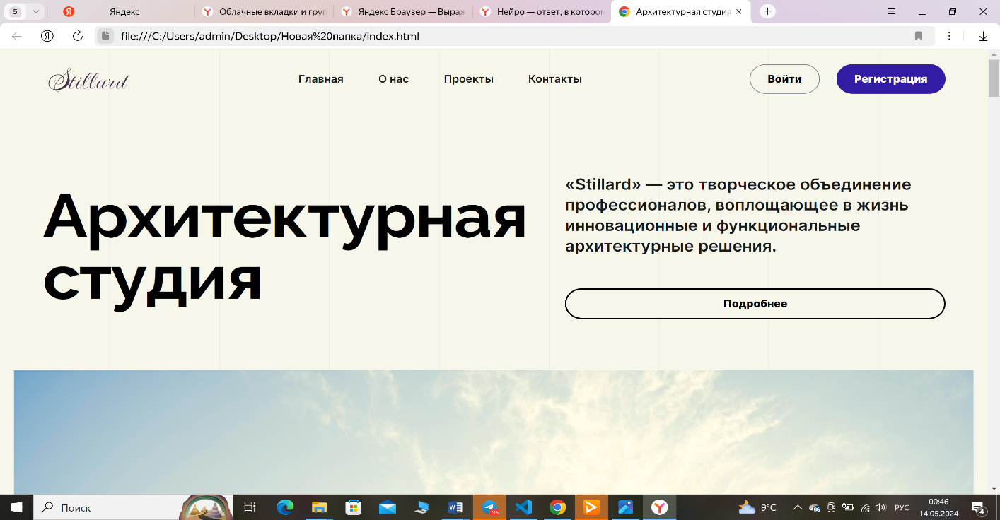 5
Яндекс
Облачные вкладки и груп
Яндекс Браузер — Выраж
Нейро — ответ, в котором
Архитектурная студия
file:///C:/Users/admin/Desktop/Новая%20папка/index.html
Stillard
Главная
О нас
Проекты
Контакты
Войти
Регистрация
Архитектурная
студия
«Stillard» — это творческое объединение
профессионалов, воплощающее в жизнь
инновационные и функциональные
архитектурные решения.
Подробнее
Поиск
9°C
РУС
00:46
14.05.2024
4